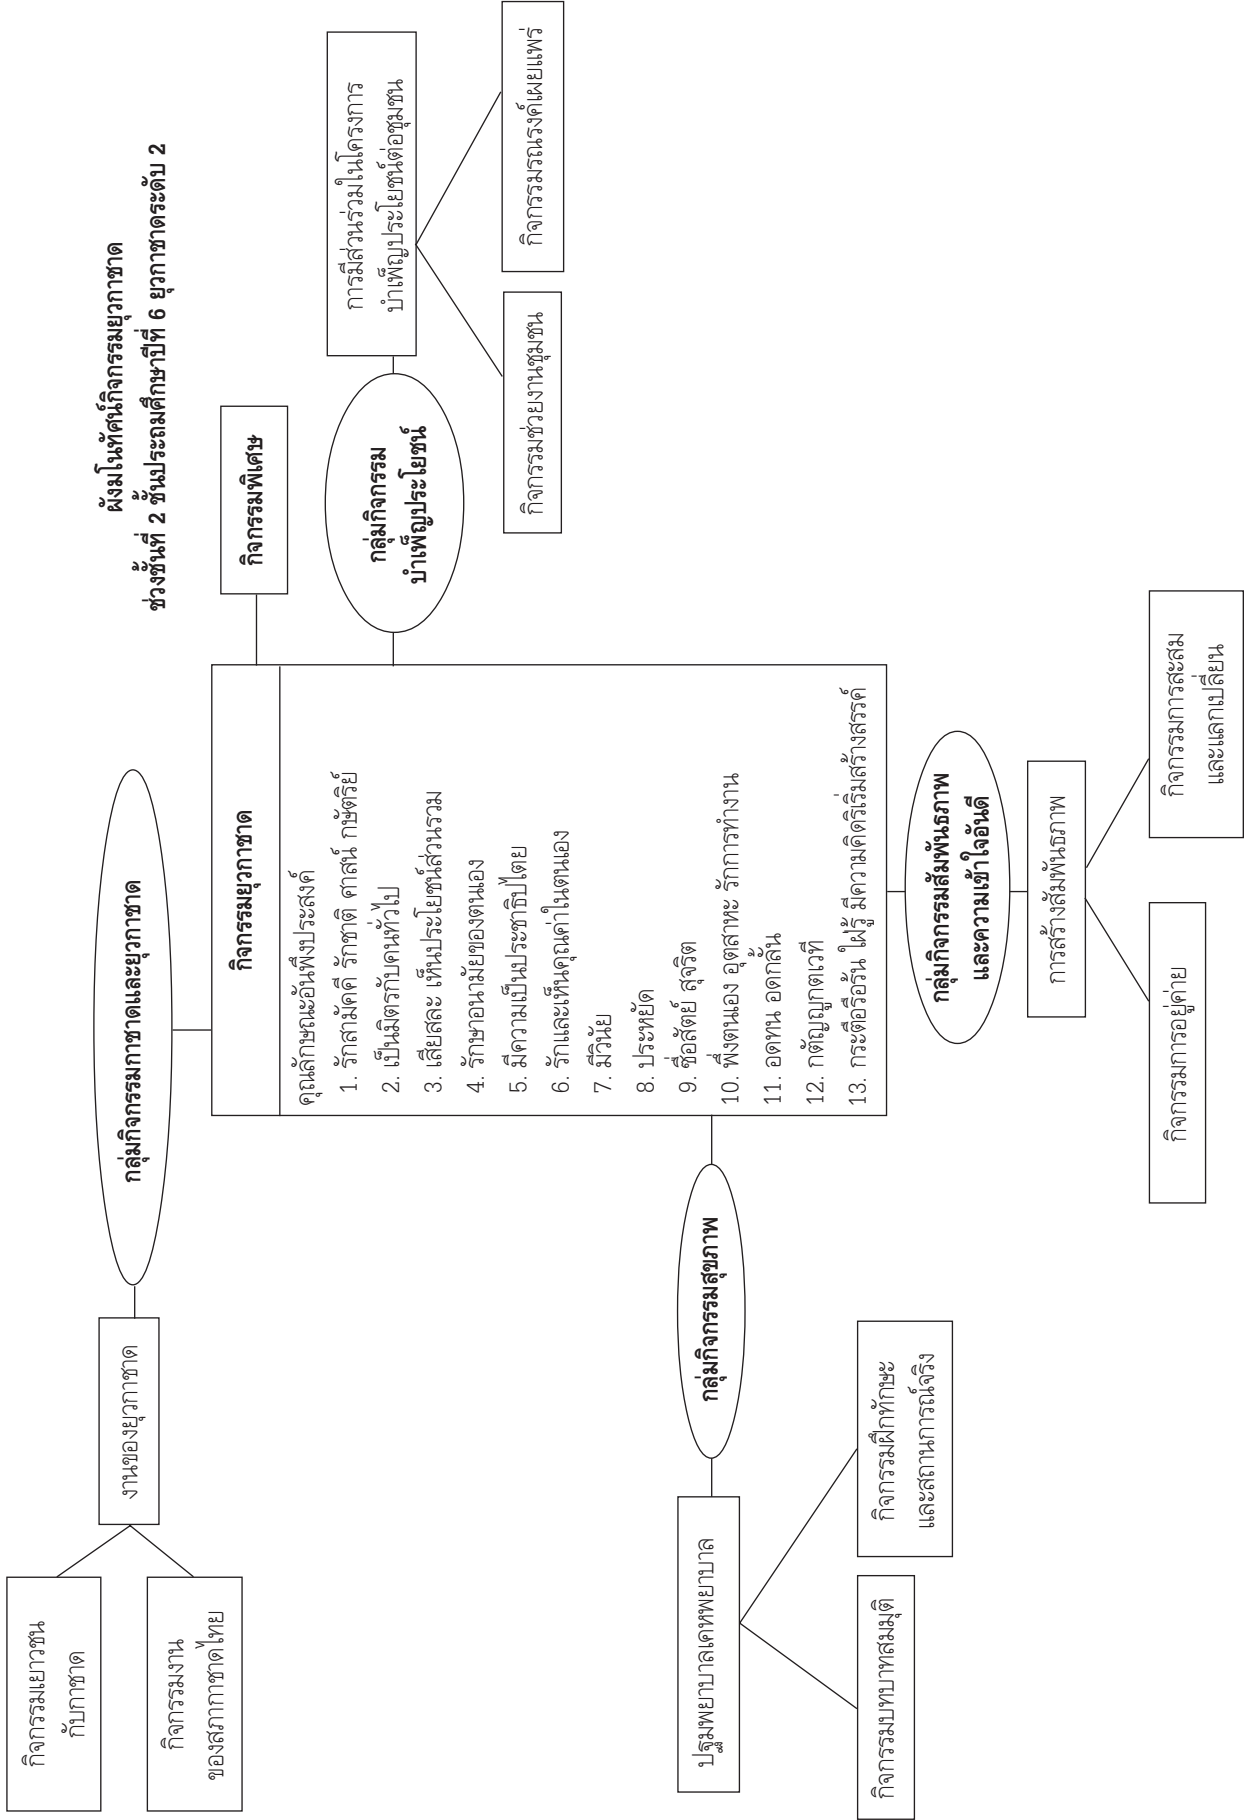 ผังมโนทัศน์กิจกรรมยุวกาชาด
ช่วงชั้นที่ 2 ชั้นประถมศึกษาปีที่ 6 ยุวกาชาดระดับ 2
กิจกรรมเยาวชน
กับกาชาด
กิจกรรมงาน
ของสภากาชาดไทย
งานของยุวกาชาด
กลุ่มกิจกรรมกาชาดและยุวกาชาด
กิจกรรมพิเศษ
กิจกรรมยุวกาชาด
คุณลักษณะอันพึงประสงค์
1. รักสามัคคี รักชาติ ศาสน์ กษัตริย์
2. เป็นมิตรกับคนทั่วไป
3. เสียสละ เห็นประโยชน์ส่วนรวม
4. รักษาอนามัยของตนเอง
5. มีความเป็นประชาธิปไตย
6. รักและเห็นคุณค่าในตนเอง
7. มีวินัย
8. ประหยัด
9. ซื่อสัตย์ สุจริต
10. พึ่งตนเอง อุตสาหะ รักการทำงาน
11. อดทน อดกลั้น
12. กตัญญูกตเวที
13. กระตือรือร้น ใฝ่รู้ มีความคิดริเริ่มสร้างสรรค์
กลุ่มกิจกรรม
บำเพ็ญประโยชน์
การมีส่วนร่วมในโครงการ
บำเพ็ญประโยชน์ต่อชุมชน
กิจกรรมช่วยงานชุมชน
กิจกรรมรณรงค์เผยแพร่
ปฐมพยาบาลเคหพยาบาล
กลุ่มกิจกรรมสุขภาพ
กิจกรรมบทบาทสมมุติ
กิจกรรมฝึกทักษะ
และสถานการณ์จริง
กลุ่มกิจกรรมสัมพันธภาพ
และความเข้าใจอันดี
การสร้างสัมพันธภาพ
กิจกรรมการอยู่ค่าย
กิจกรรมการสะสม
และแลกเปลี่ยน